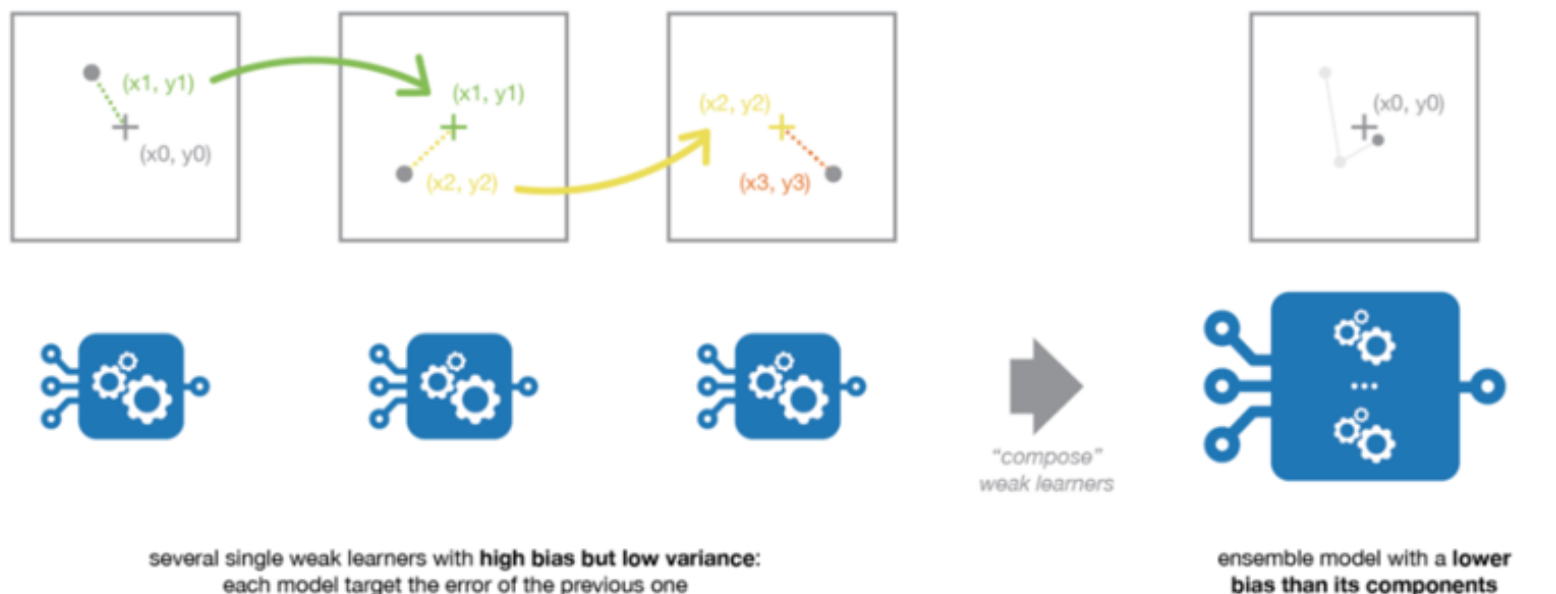 (x1, y1)
(x0, y0)
(x1, y1)
(x2, y2)
(x2, y2)
(x3, y3)
(x0, y0)
“compose”
weak learners
several single weak learners with high bias but low variance:
each model target the error of the previous one
ensemble model with a lower
bias than its components